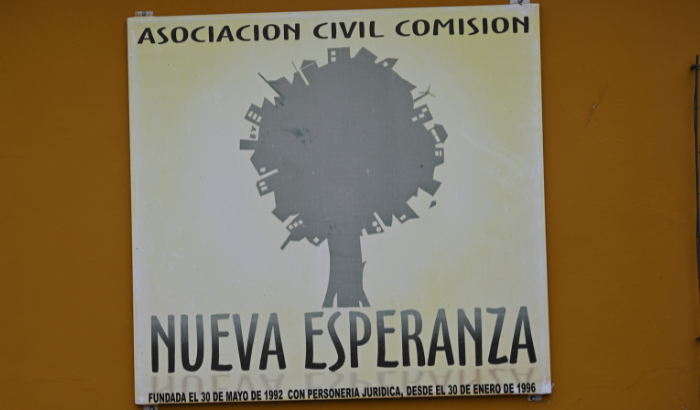 ASOCIACION CIVIL COMISION
NUEVA ESPERANZA
FUNDADA EL 30 DE MAYO DE 1992 CON PERSONERIA JURIDICA, DESDE EL 30 DE ENERO DE 1996